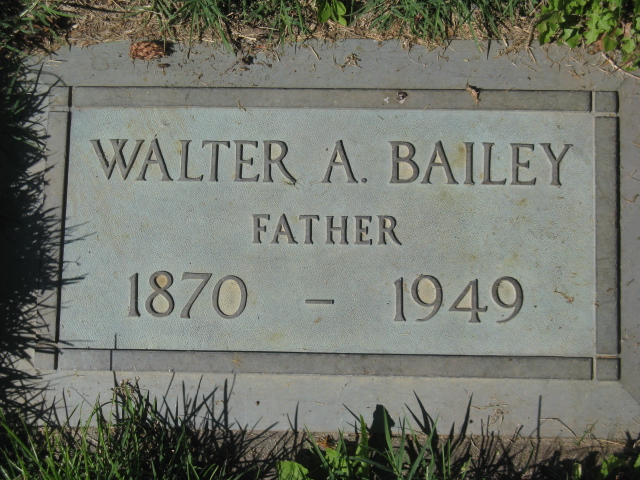 WALTER A. BAILEY
FATHER
1870 – 1949